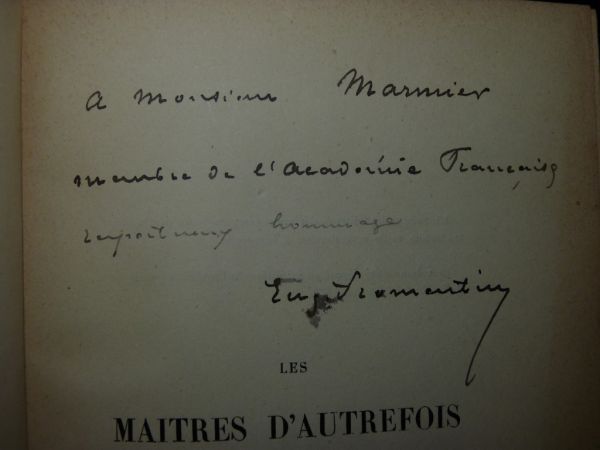 A Monsieur Marmier
membre de l'Académie Française
respectueux hommage
Eug. Fromentin
LES
MAITRES D'AUTREFOIS